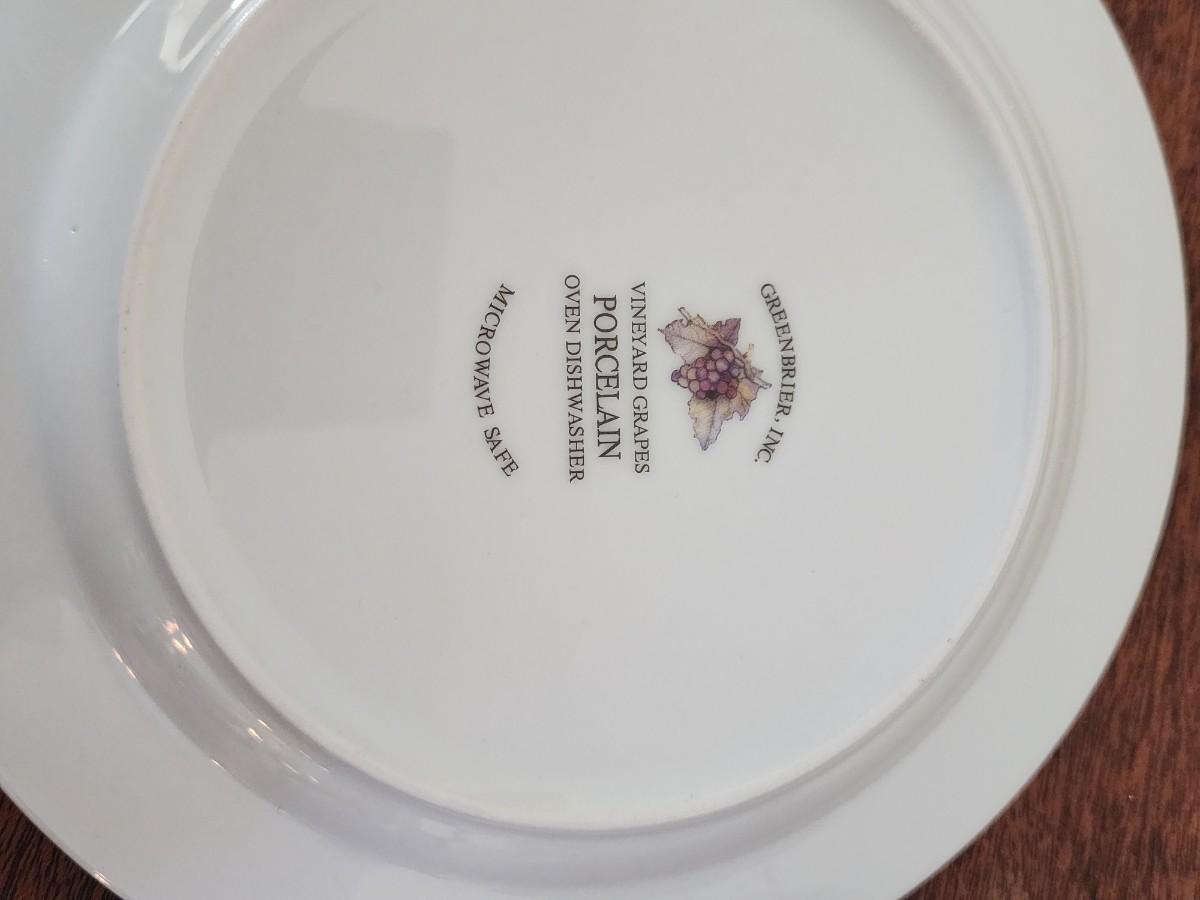 GREENBRIER, INC.
VINEYARD GRAPES
PORCELAIN
OVEN DISHWASHER
MICROWAVE SAFE